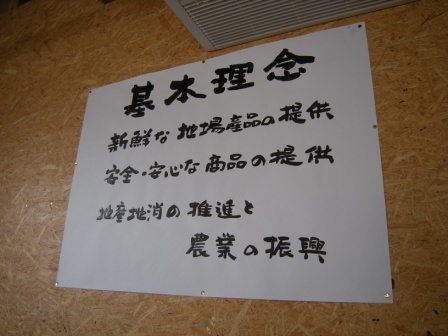 基本理念
新鮮な地場産品の提供
安全・安心な商品の提供
地産地消の推進と
農業の振興